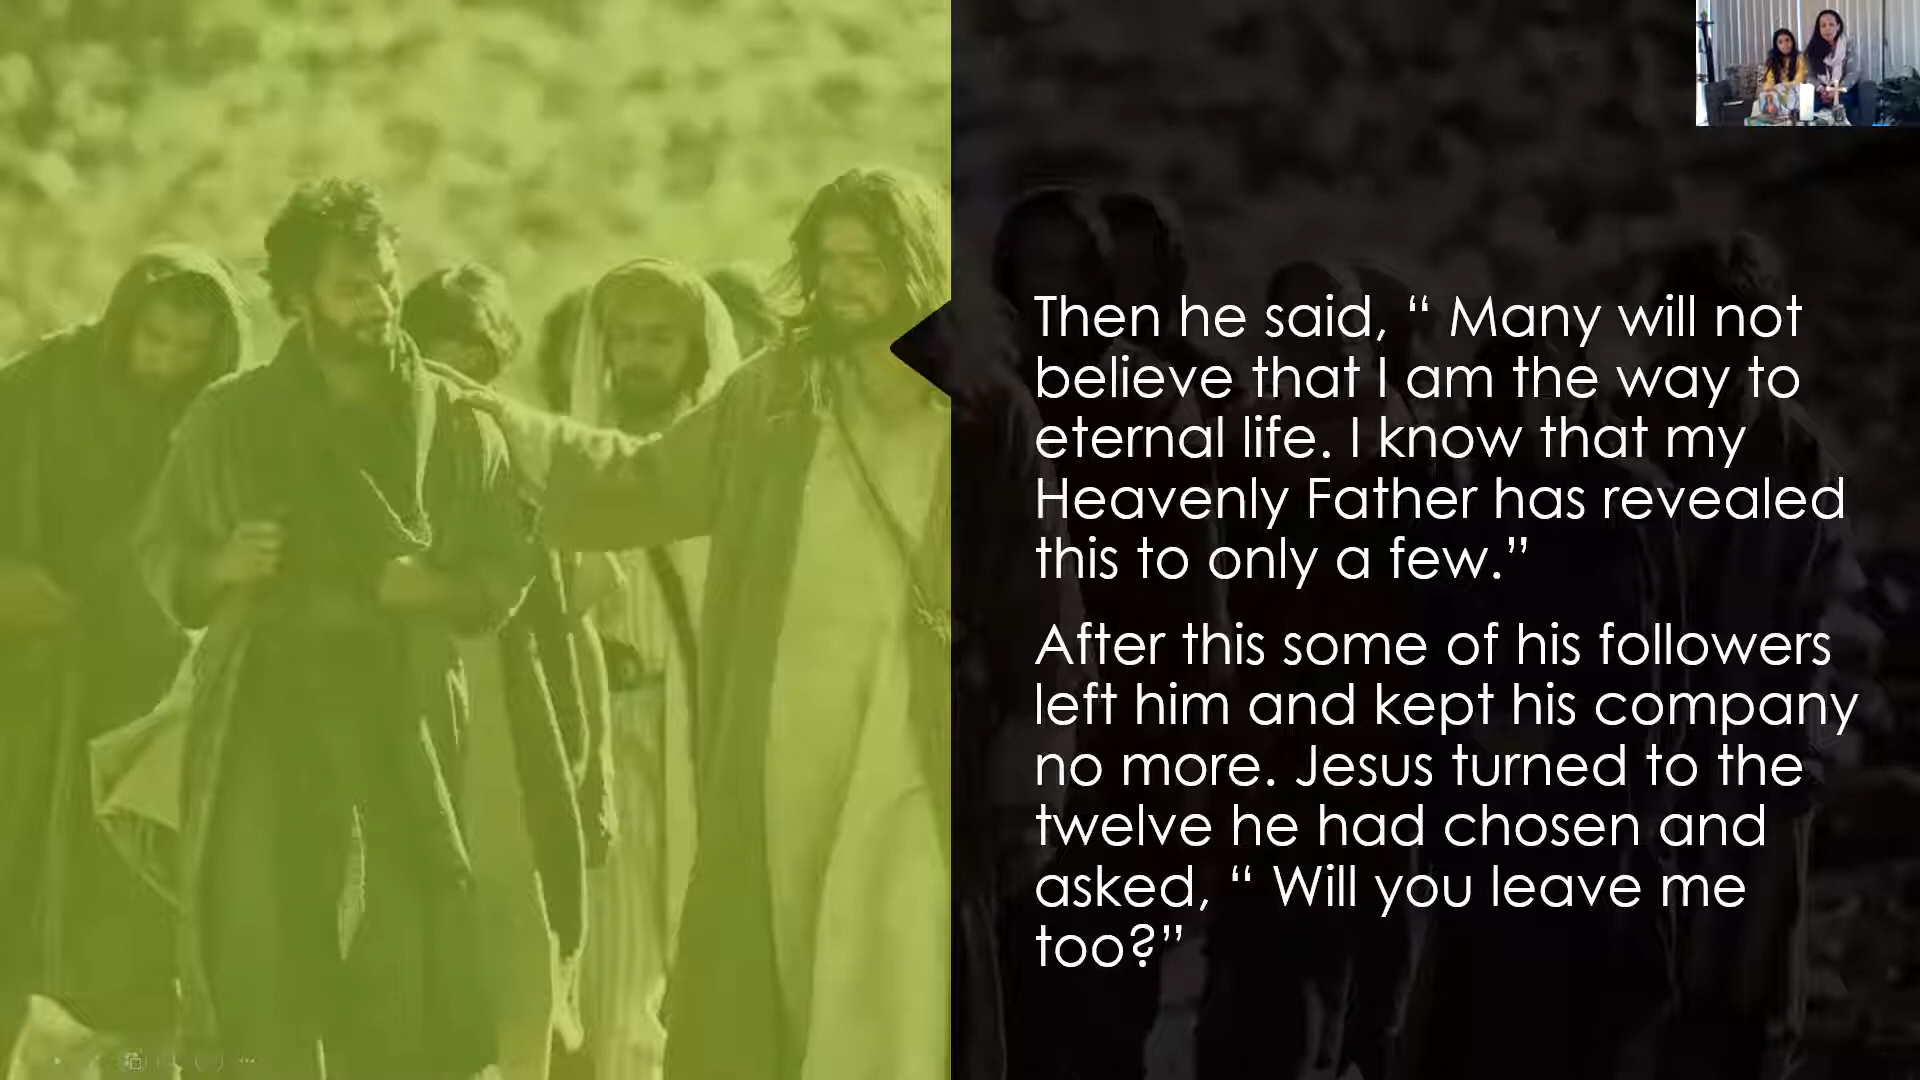 Then he said, “ Many will not
believe that I am the way to
eternal life. I know that my
Heavenly Father has revealed
this to only a few.”
After this some of his followers
left him and kept his company
no more. Jesus turned to the
twelve he had chosen and
asked, “ Will you leave me
too?”